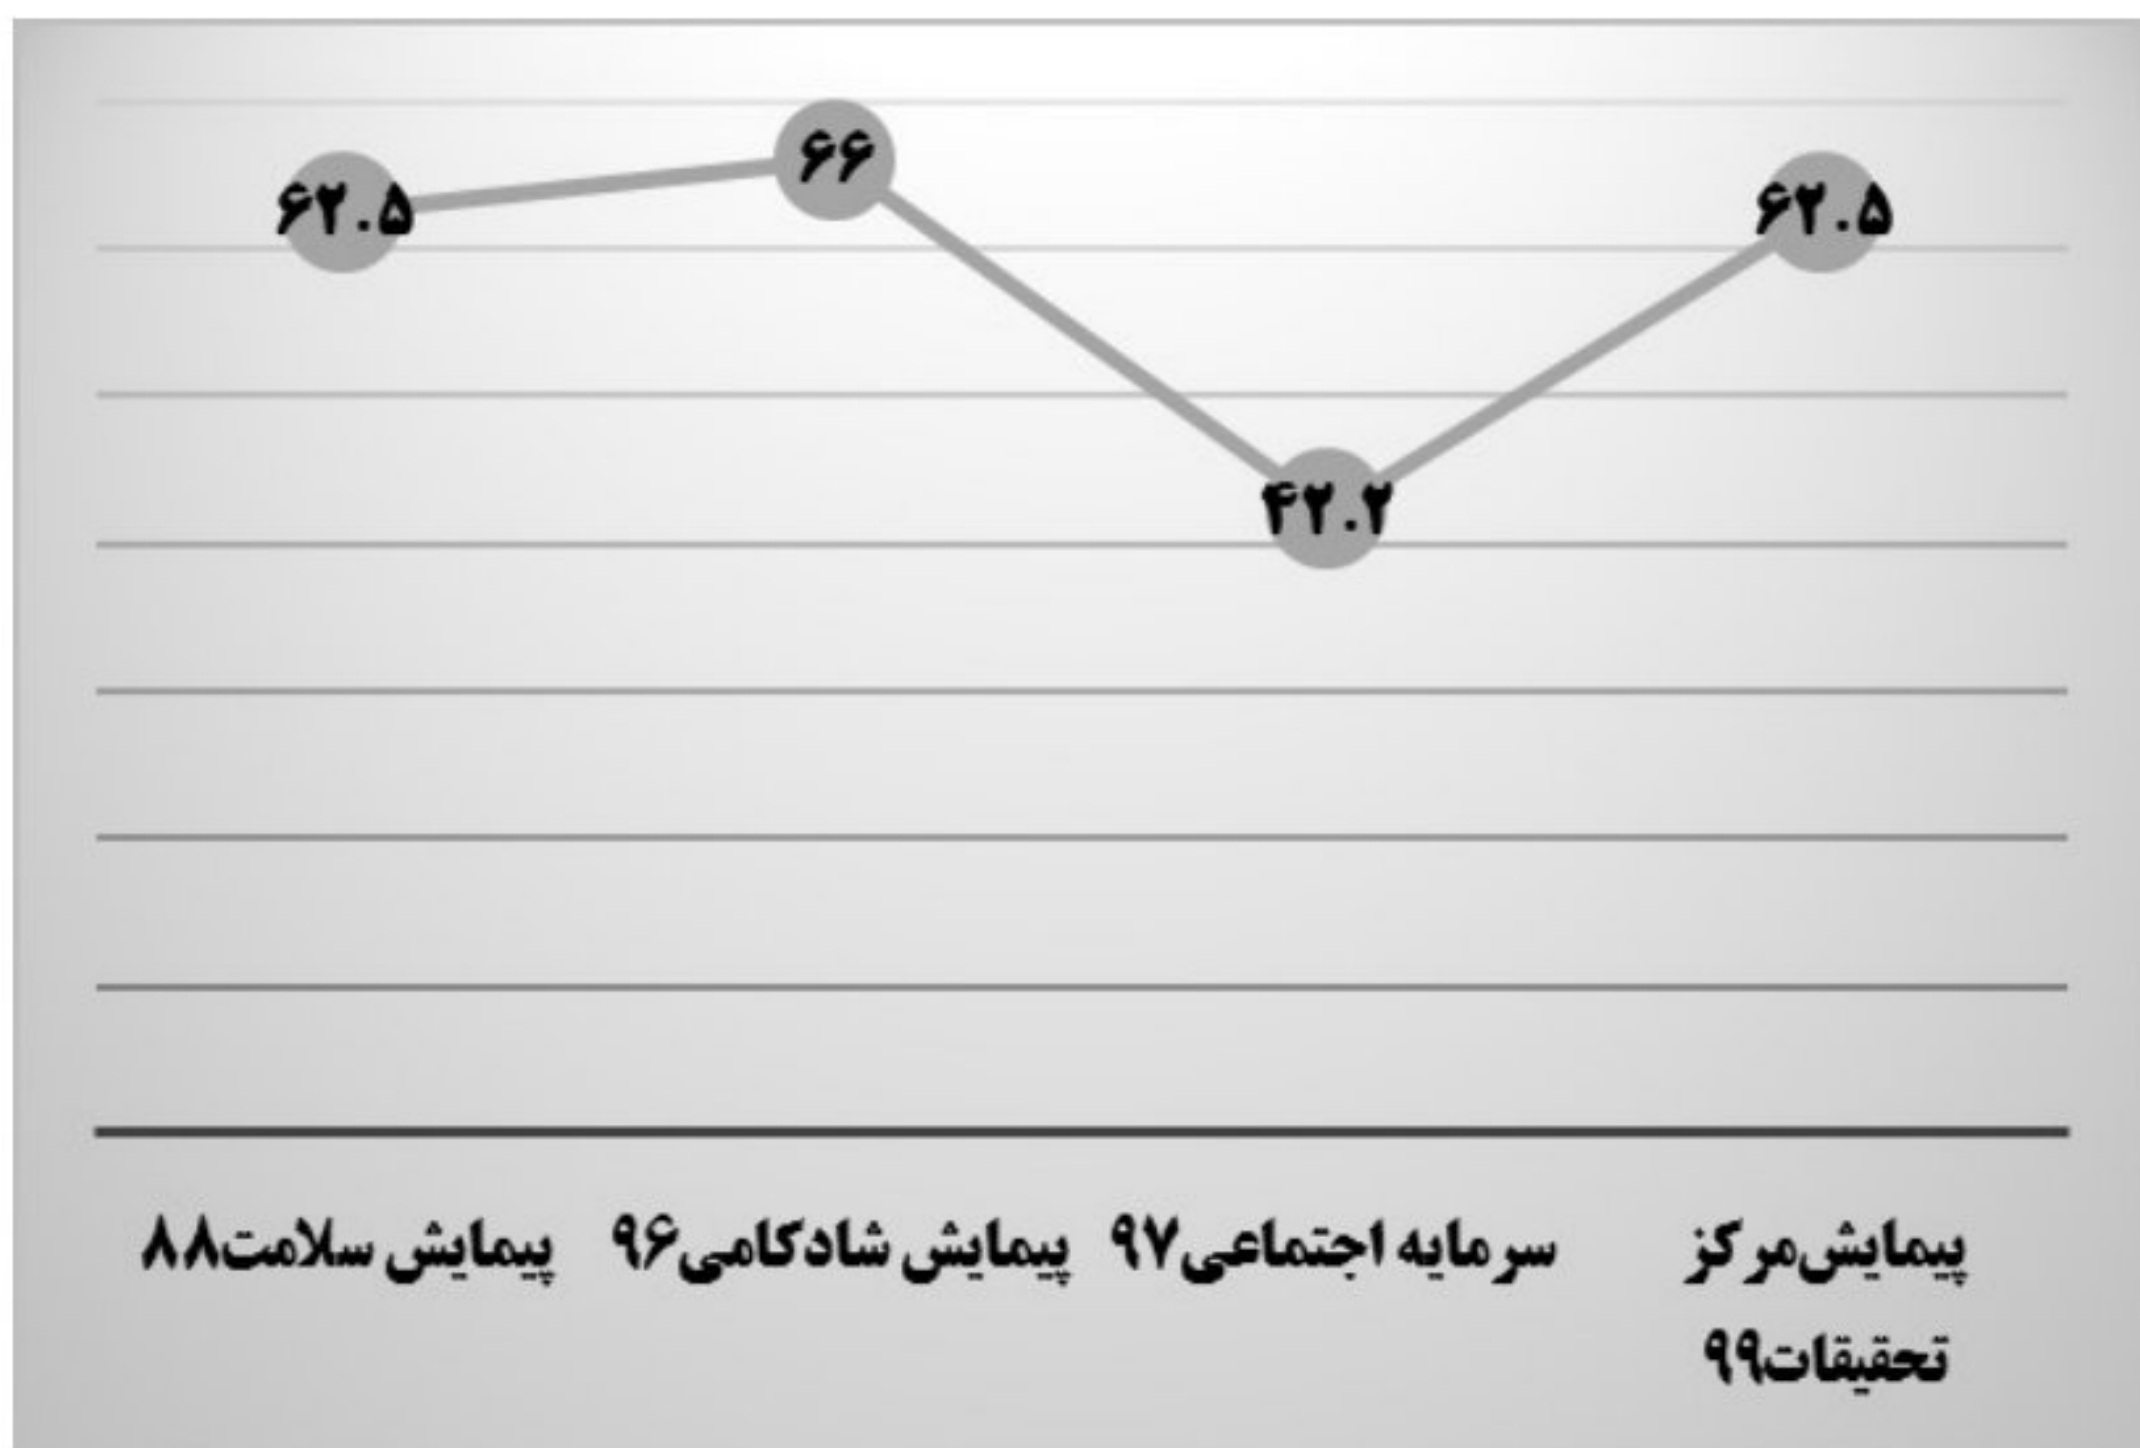 ۶۲.۵
۶۶
۴۲.۲
۶۲.۵
پیمایش سلامت۸۸
پیمایش شادکامی۹۶
سرمایه اجتماعی۹۷
پیمایش‌مرکز
تحقیقات۹۹